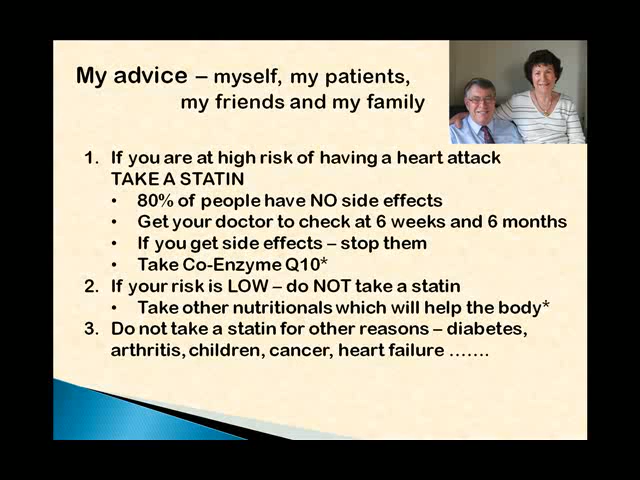 My advice – myself, my patients,
my friends and my family
1. If you are at high risk of having a heart attack
TAKE A STATIN
• 80% of people have NO side effects
• Get your doctor to check at 6 weeks and 6 months
• If you get side effects – stop them
• Take Co-Enzyme Q10*
2. If your risk is LOW – do NOT take a statin
• Take other nutritionals which will help the body*
3. Do not take a statin for other reasons – diabetes,
arthritis, children, cancer, heart failure …….